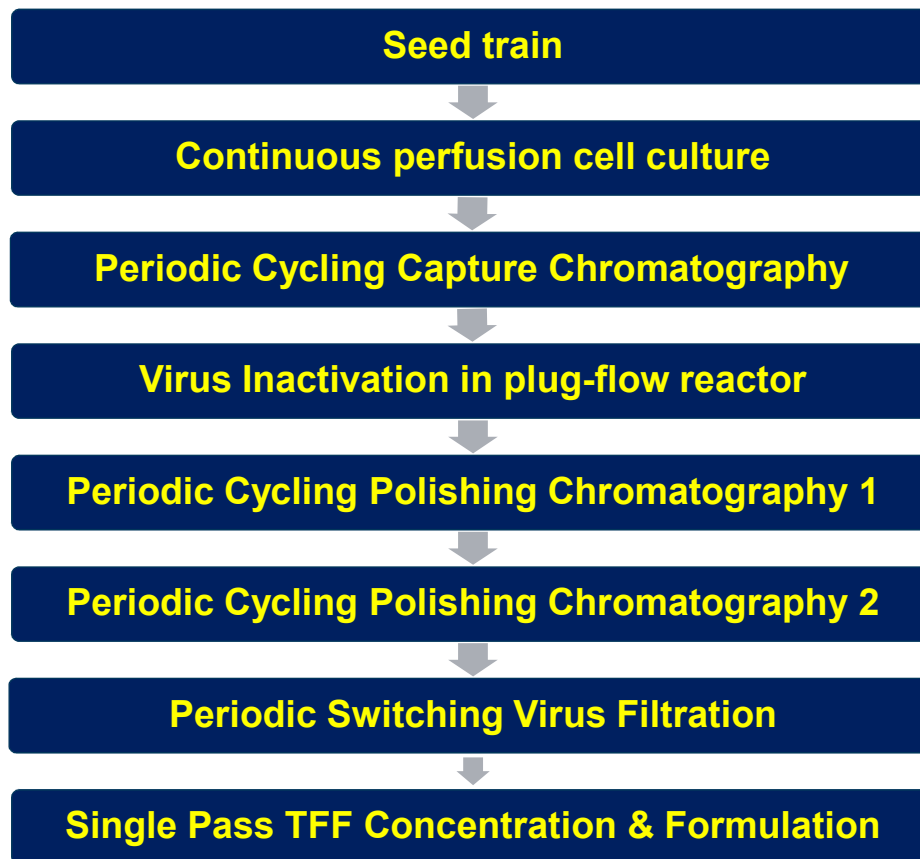 Seed train
Continuous perfusion cell culture
Periodic Cycling Capture Chromatography
Virus Inactivation in plug-flow reactor
Periodic Cycling Polishing Chromatography 1
Periodic Cycling Polishing Chromatography 2
Periodic Switching Virus Filtration
Single Pass TFF Concentration & Formulation